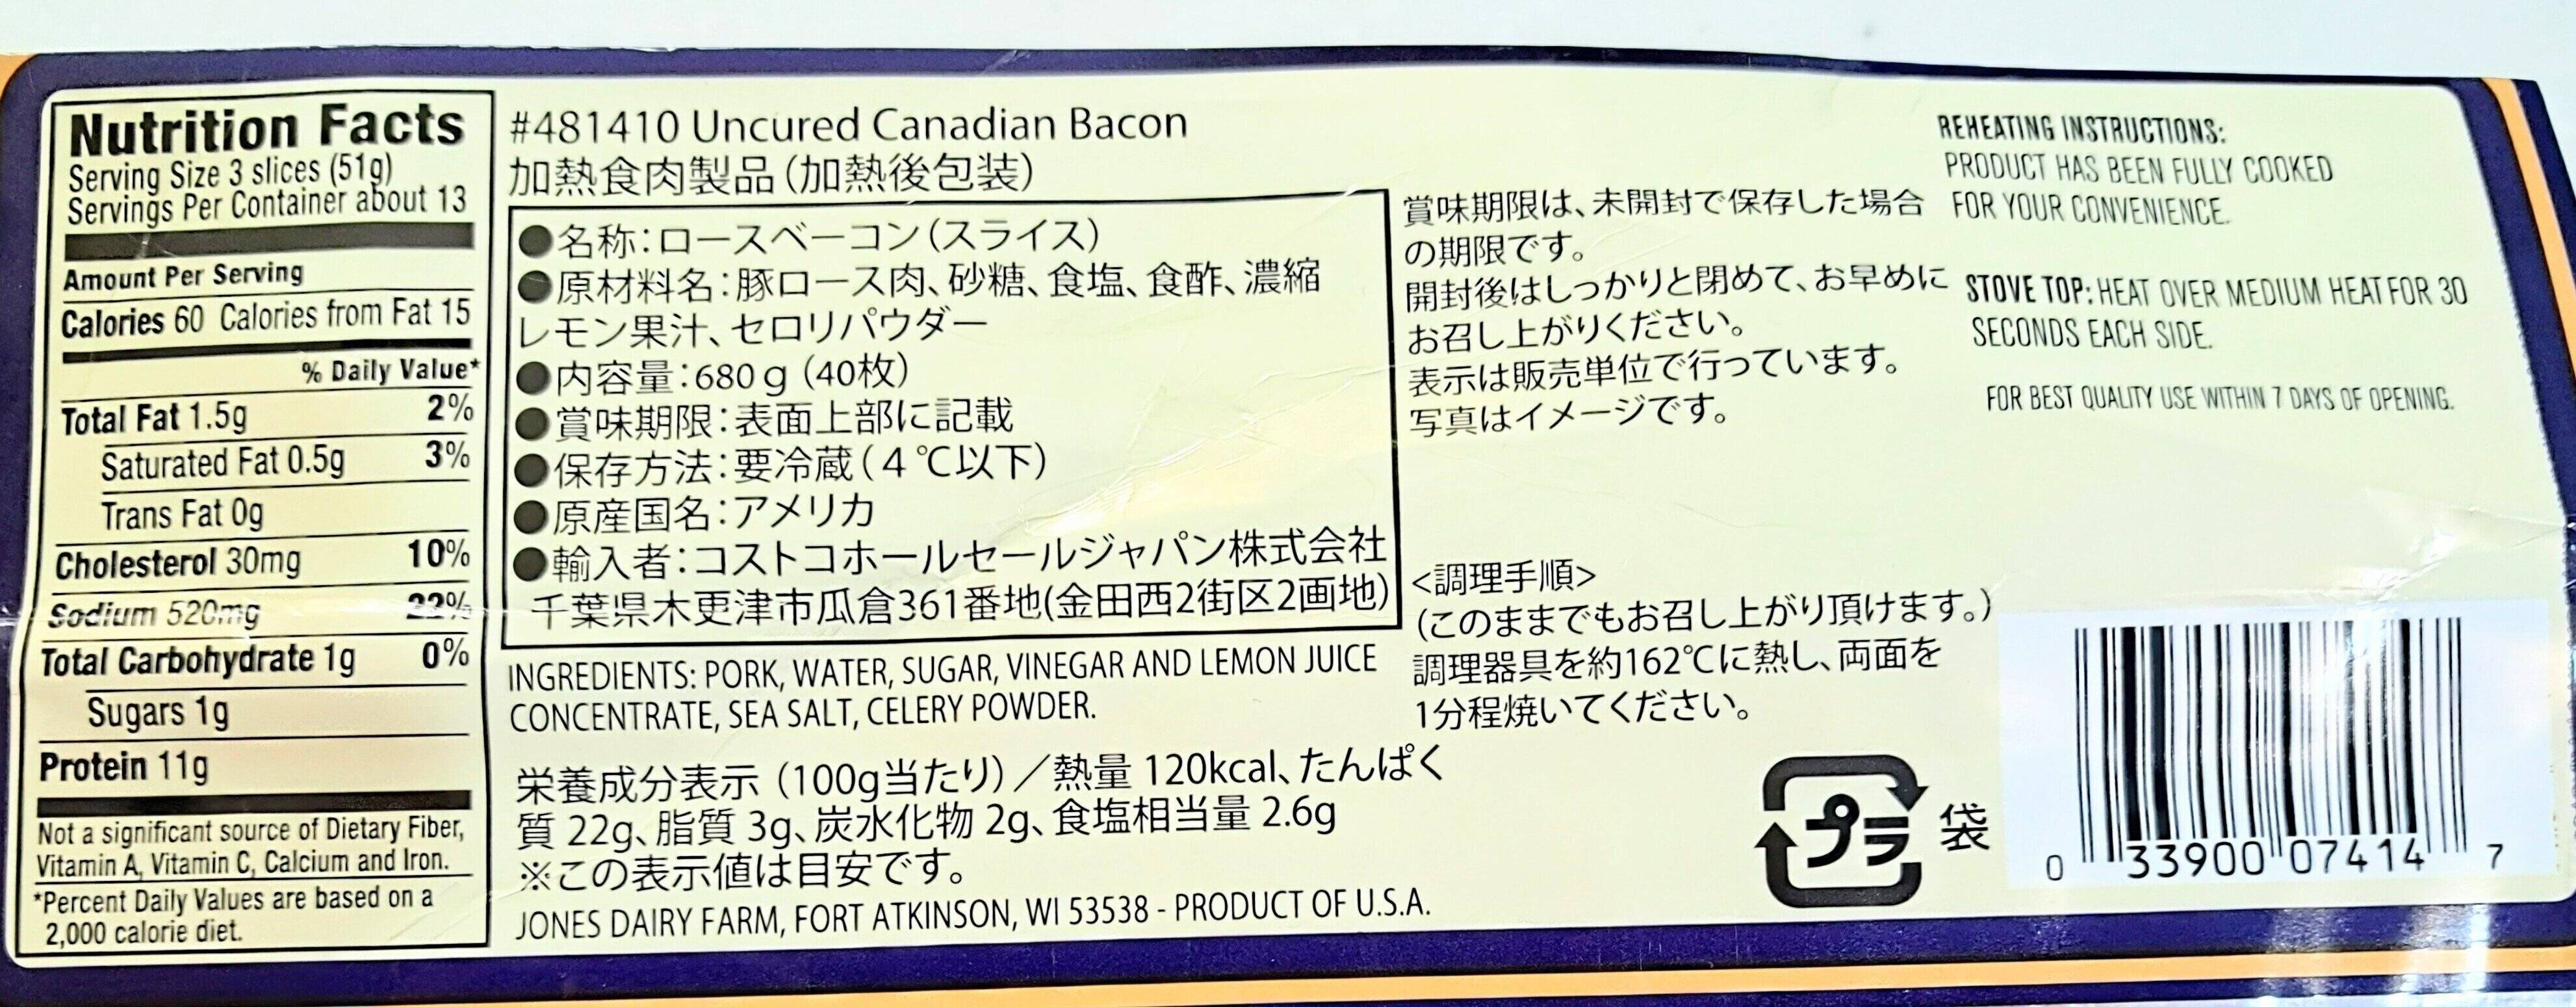 Nutrition Facts
Serving Size 3 slices (51g)
Servings Per Container about 13
Amount Per Serving
Calories 60 Calories from Fat 15
% Daily Value*
Total Fat 1.5g 2%
Saturated Fat 0.5g 3%
Trans Fat 0g
Cholesterol 30mg 10%
Sodium 520mg 22%
Total Carbohydrate 1g 0%
Sugars 1g
Protein 11g
Not a significant source of Dietary Fiber,
Vitamin A, Vitamin C, Calcium and Iron.
*Percent Daily Values are based on a
2,000 calorie diet.
#481410 Uncured Canadian Bacon
加熱食肉製品(加熱後包装)
●名称:ロースベーコン(スライス)
●原材料名:豚ロース肉、砂糖、食塩、食酢、濃縮
レモン果汁、セロリパウダー
●内容量:680g(40枚)
●賞味期限:表面上部に記載
●保存方法:要冷蔵(4℃以下)
●原産国名:アメリカ
●輸入者:コストコホールセールジャパン株式会社
千葉県木更津市瓜倉361番地(金田西2街区2画地)
INGREDIENTS: PORK, WATER, SUGAR, VINEGAR AND LEMON JUICE
CONCENTRATE, SEA SALT, CELERY POWDER.
栄養成分表示(100g当たり)/熱量 120kcal、たんぱく
質 22g、脂質 3g、炭水化物 2g、食塩相当量 2.6g
※この表示値は目安です。
JONES DAIRY FARM, FORT ATKINSON, WI 53538 - PRODUCT OF U.S.A.
賞味期限は、未開封で保存した場合
の期限です。
開封後はしっかりと閉めて、お早めに
お召し上がりください。
表示は販売単位で行っています。
写真はイメージです。
<調理手順>
(このままでもお召し上がり頂けます。)
調理器具を約162℃に熱し、両面を
1分程焼いてください。
プラ 袋
REHEATING INSTRUCTIONS:
PRODUCT HAS BEEN FULLY COOKED
FOR YOUR CONVENIENCE.
STOVE TOP: HEAT OVER MEDIUM HEAT FOR 30
SECONDS EACH SIDE.
FOR BEST QUALITY USE WITHIN 7 DAYS OF OPENING.
0 33900 07414 7